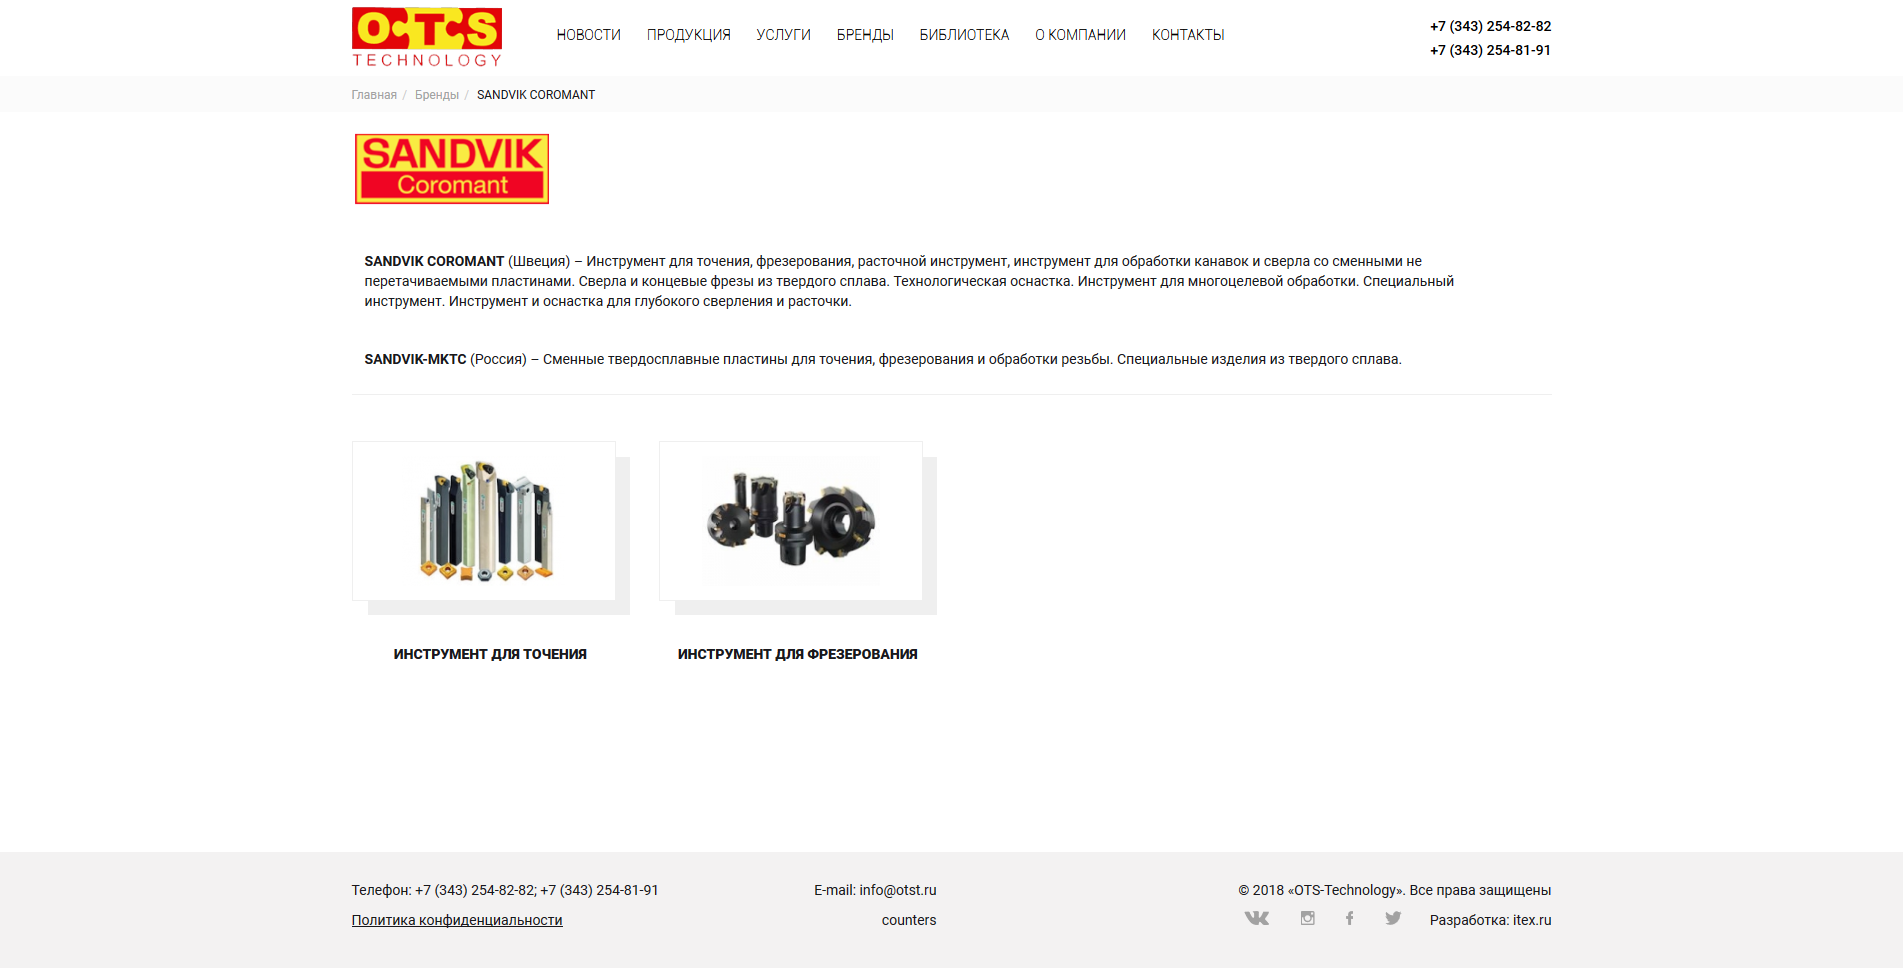 OTS
TECHNOLOGY
НОВОСТИ ПРОДУКЦИЯ УСЛУГИ БРЕНДЫ БИБЛИОТЕКА О КОМПАНИИ КОНТАКТЫ
+7 (343) 254-82-82
+7 (343) 254-81-91
Главная / Бренды / SANDVIK COROMANT
SANDVIK
Coromant
SANDVIK COROMANT (Швеция) – Инструмент для точения, фрезерования, расточной инструмент, инструмент для обработки канавок и сверла со сменными не
перетачиваемыми пластинами. Сверла и концевые фрезы из твердого сплава. Технологическая оснастка. Инструмент для многоцелевой обработки. Специальный
инструмент. Инструмент и оснастка для глубокого сверления и расточки.
SANDVIK-МКТС (Россия) – Сменные твердосплавные пластины для точения, фрезерования и обработки резьбы. Специальные изделия из твердого сплава.
ИНСТРУМЕНТ ДЛЯ ТОЧЕНИЯ
ИНСТРУМЕНТ ДЛЯ ФРЕЗЕРОВАНИЯ
Телефон: +7 (343) 254-82-82; +7 (343) 254-81-91
Политика конфиденциальности
E-mail: info@otst.ru
counters
© 2018 «OTS-Technology». Все права защищены
Разработка: itex.ru